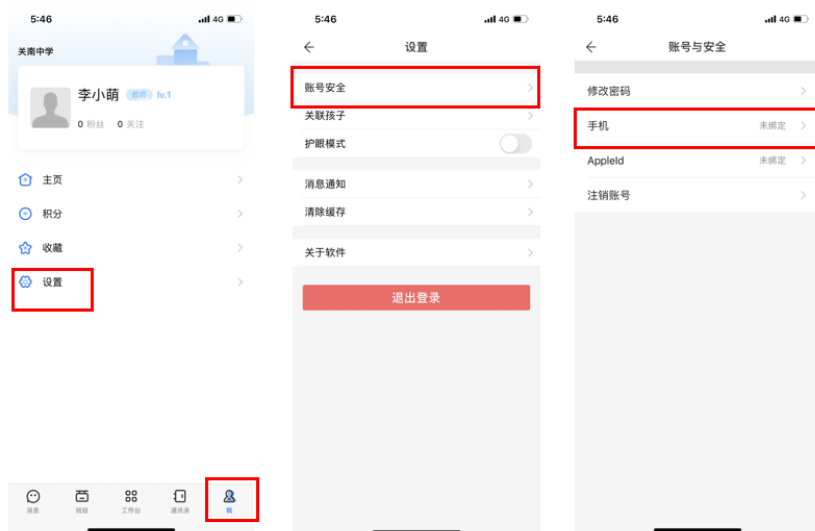 5:46
4G
关南中学
李小萌 教师 lv.1
0 粉丝 0 关注
主页
积分
收藏
设置
消息 班级 工作台 通讯录 我
5:46
4G
设置
账号安全
关联孩子
护眼模式
消息通知
清除缓存
关于软件
退出登录
5:46
4G
账号与安全
修改密码
手机 未绑定
AppleId 未绑定
注销账号